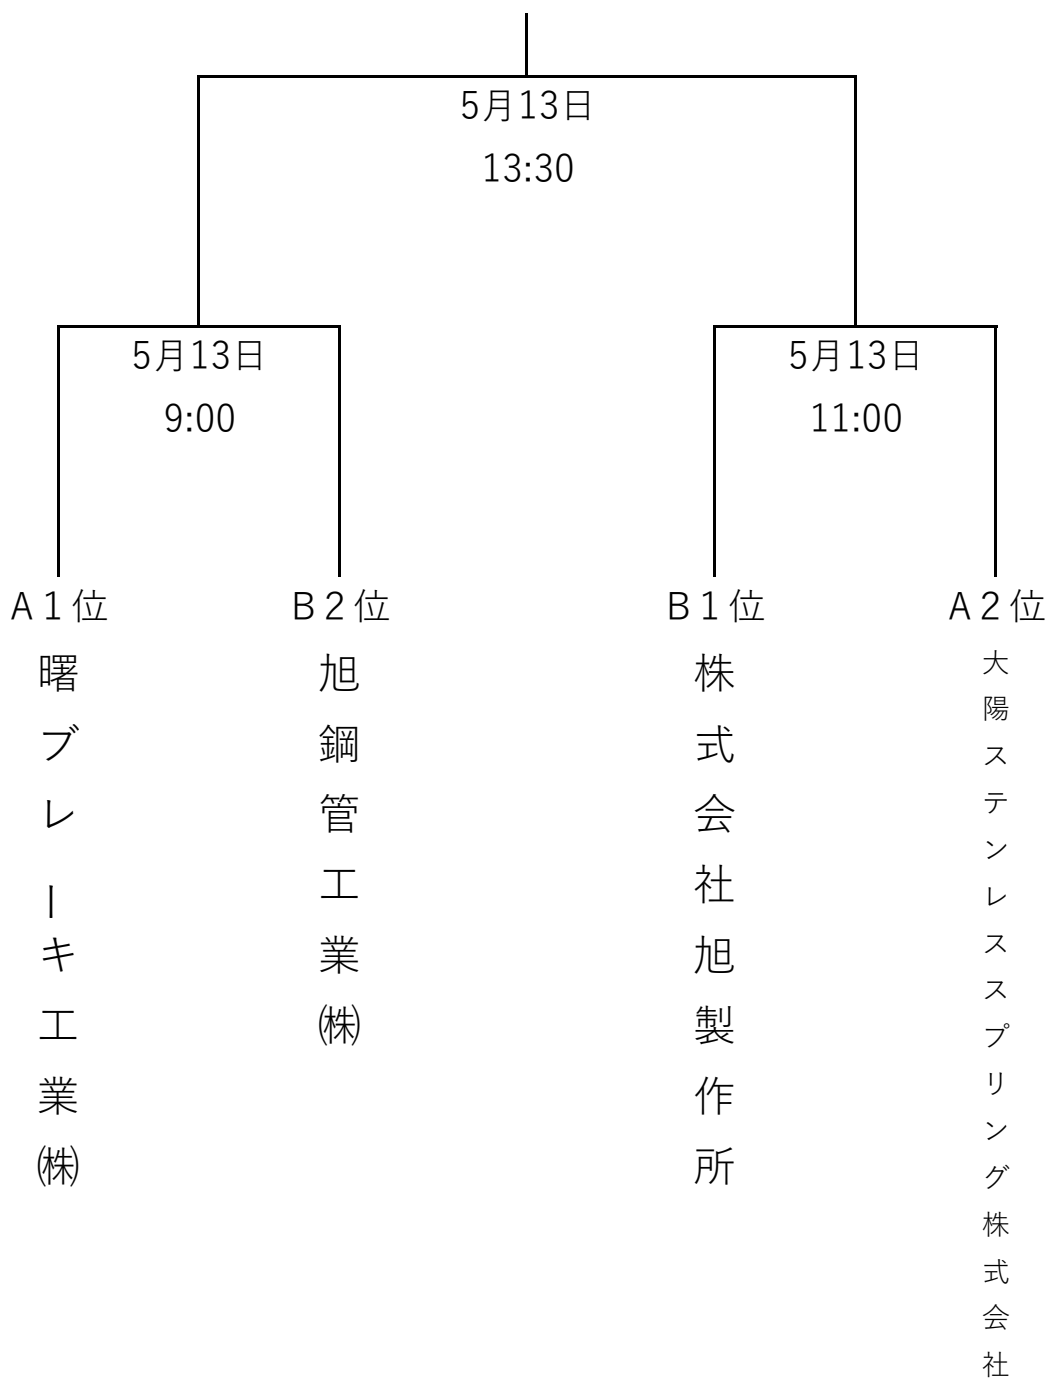 5月13日
13:30
5月13日
9:00
5月13日
11:00
A1位
B2位
B1位
A2位
曙ブレーキ工業㈱
旭鋼管工業㈱
株式会社旭製作所
大陽ステンレススプリング株式会社